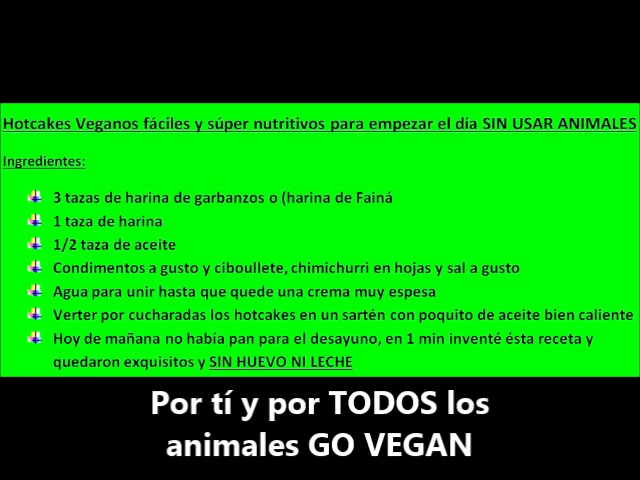 Hotcakes Veganos fáciles y súper nutritivos para empezar el día SIN USAR ANIMALES
Ingredientes:
3 tazas de harina de garbanzos o (harina de Fainá
1 taza de harina
1/2 taza de aceite
Condimentos a gusto y ciboullete, chimichurri en hojas y sal a gusto
Agua para unir hasta que quede una crema muy espesa
Verter por cucharadas los hotcakes en un sartén con poquito de aceite bien caliente
Hoy de mañana no había pan para el desayuno, en 1 min inventé ésta receta y
quedaron exquisitos y SIN HUEVO NI LECHE
Por tí y por TODOS los
animales GO VEGAN